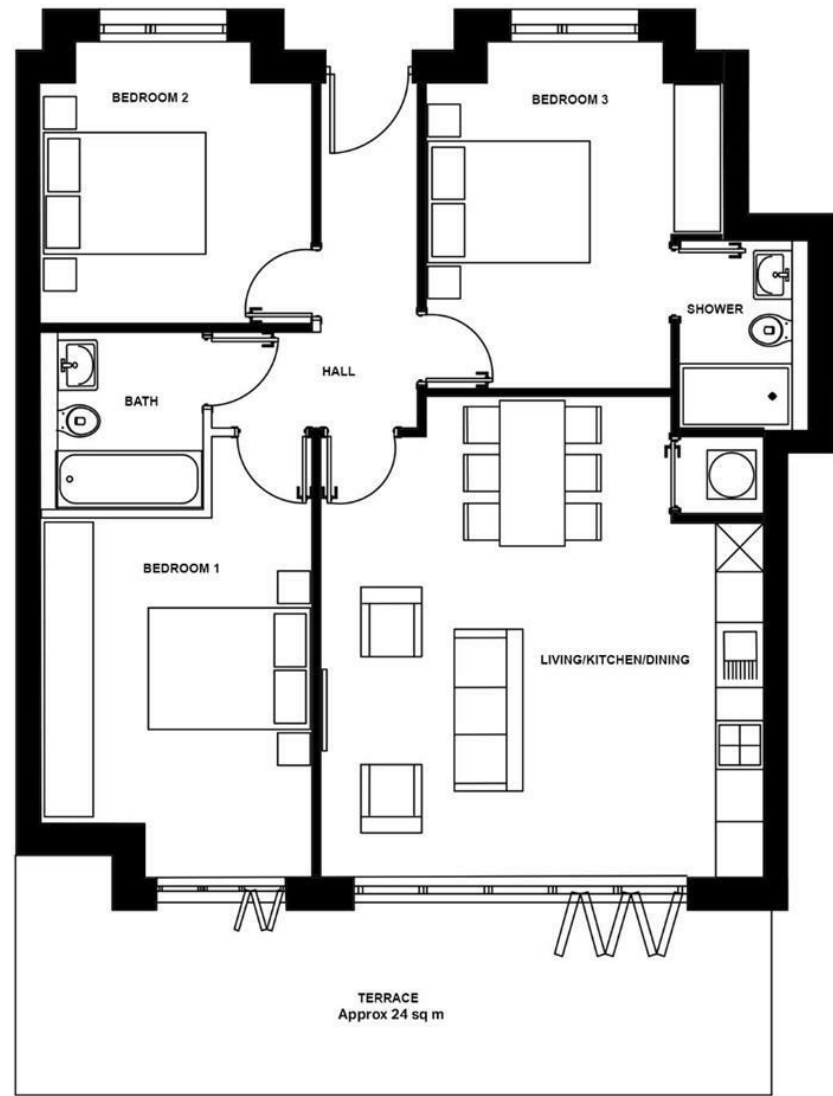 BEDROOM 2
BEDROOM 3
SHOWER
HALL
BATH
BEDROOM 1
LIVING/KITCHEN/DINING
TERRACE
Approx 24 sq m